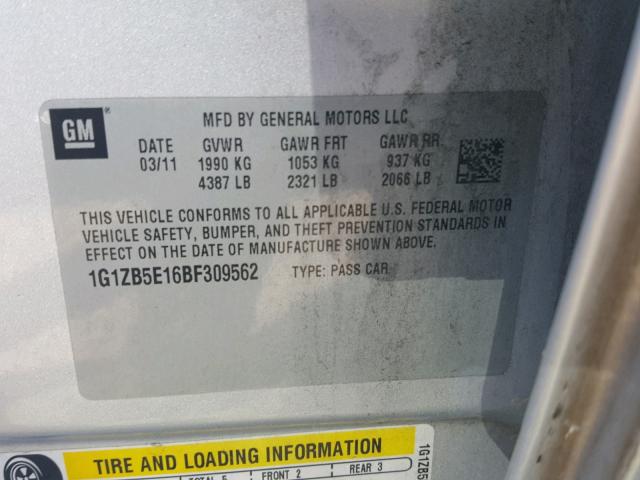 GM
MFD BY GENERAL MOTORS LLC
DATE GVWR GAWR FRT GAWR RR
03/11 1990 KG 1053 KG 937 KG
4387 LB 2321 LB 2066 LB
THIS VEHICLE CONFORMS TO ALL APPLICABLE U.S. FEDERAL MOTOR
VEHICLE SAFETY, BUMPER, AND THEFT PREVENTION STANDARDS IN
EFFECT ON THE DATE OF MANUFACTURE SHOWN ABOVE.
1G1ZB5E16BF309562 TYPE: PASS CAR
TIRE AND LOADING INFORMATION
TOTAL 5 FRONT 2 REAR 3
1G1ZB5